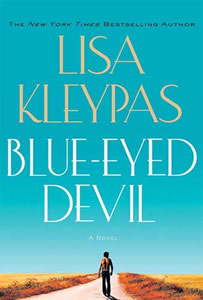 THE NEW YORK TIMES BESTSELLING AUTHOR
LISA
KLEYPAS
BLUE-EYED
DEVIL
A NOVEL